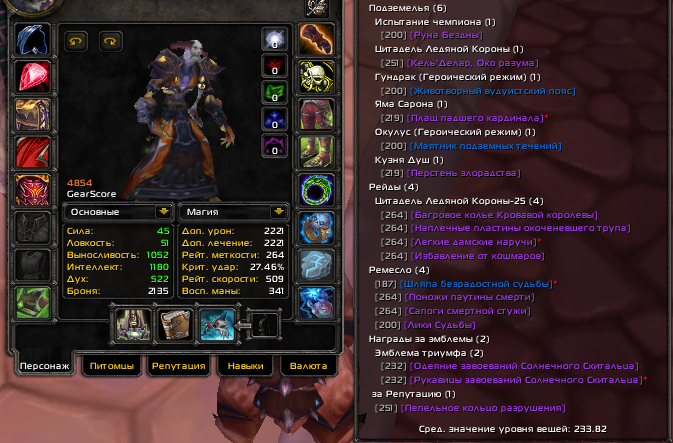 0
0
0
0
0
4854
GearScore
Основные
Магия
Сила: 45
Ловкость: 51
Выносливость: 1052
Интеллект: 1180
Дух: 522
Броня: 2135
Доп. урон: 2221
Доп. лечение: 2221
Рейт. меткости: 264
Крит. удар: 27.46%
Рейт. скорости: 509
Восп. маны: 341
Персонаж
Питомцы
Репутация
Навыки
Валюта
Подземелья (6)
Испытание чемпиона (1)
[200] [Руна Бездны]
Цитадель Ледяной Короны (1)
[251] [Кель'Делар, Око разума]
Гундрак (Героический режим) (1)
[200] [Животворный вудуистский пояс]
Яма Сарона (1)
[219] [Плащ падшего кардинала]*
Окулус (Героический режим) (1)
[200] [Маятник подземных течений]
Кузня Душ (1)
[219] [Перстень злорадства]
Рейды (4)
Цитадель Ледяной Короны-25 (4)
[264] [Багровое колье Кровавой королевы]
[264] [Наплечные пластины окоченевшего трупа]
[264] [Легкие дамские наручи]*
[264] [Избавление от кошмаров]
Ремесло (4)
[187] [Шляпа безрадостной судьбы]*
[264] [Поножи паутины смерти]
[264] [Сапоги смертной стужи]
[200] [Лики Судьбы]
Награды за эмблемы (2)
Эмблема триумфа (2)
[232] [Одеяние завоеваний Солнечного Скитальца]
[232] [Рукавицы завоеваний Солнечного Скитальца]*
за Репутацию (1)
[251] [Пепельное кольцо разрушения]
Сред. значение уровня вещей: 233.82